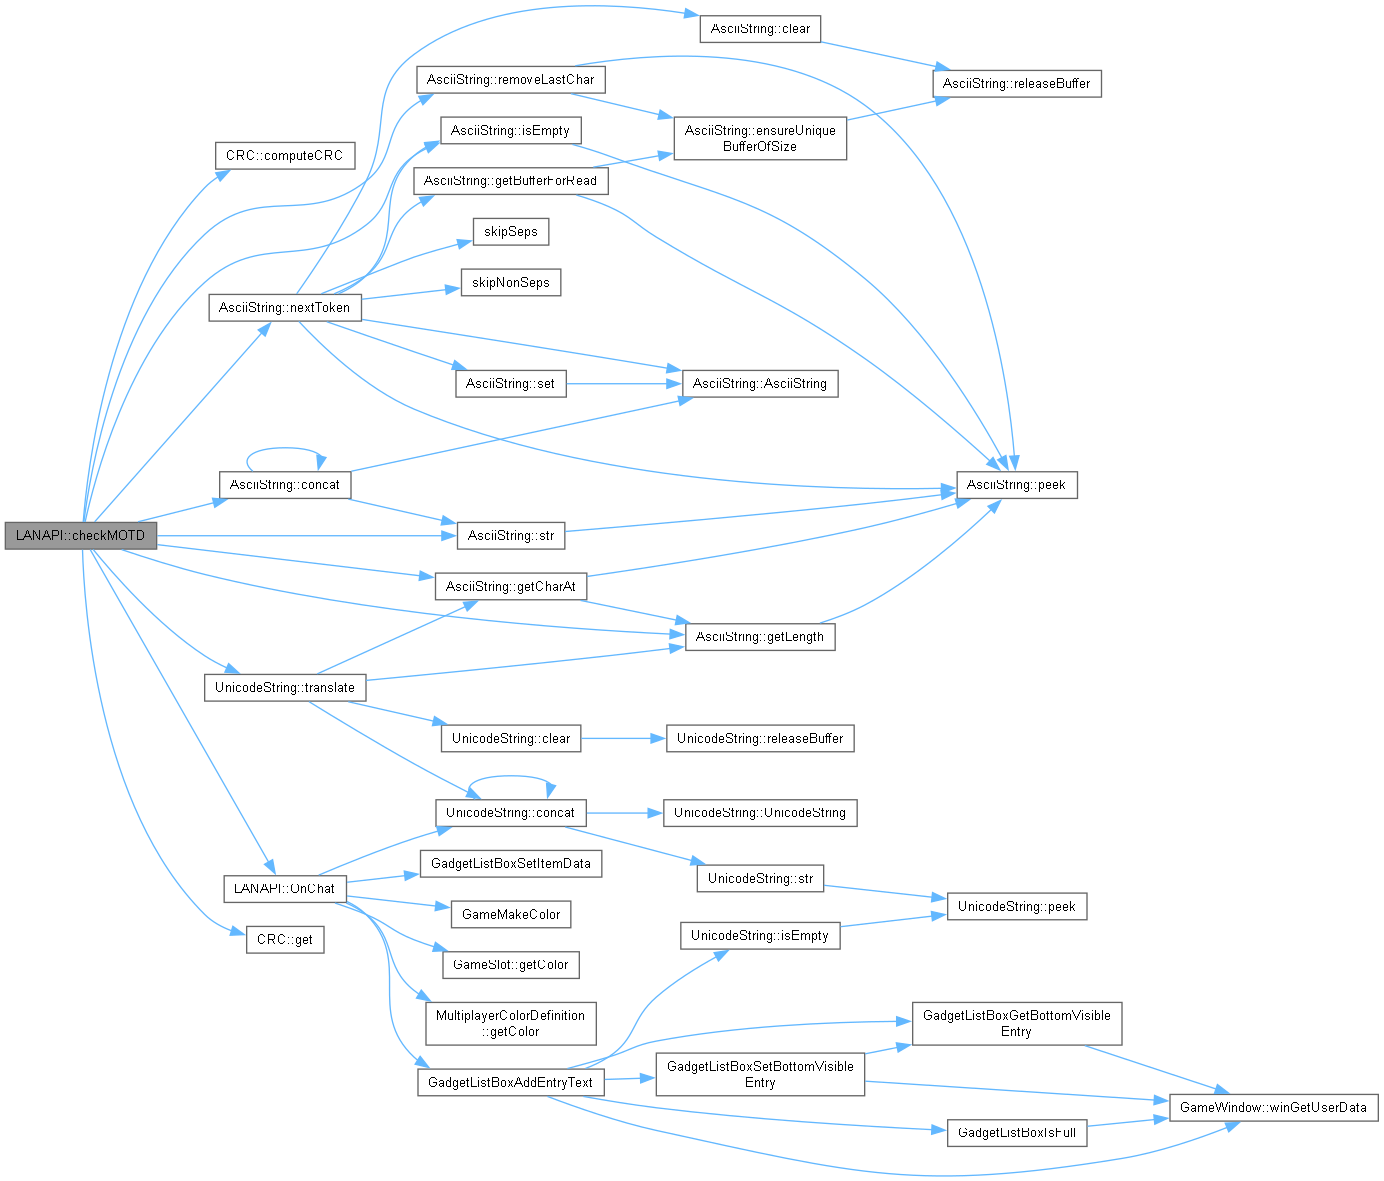 AsciiString::clear
AsciiString::removeLastChar
AsciiString::releaseBuffer
AsciiString::isEmpty
AsciiString::ensureUnique
BufferOfSize
CRC::computeCRC
AsciiString::getBufferForRead
skipSeps
skipNonSeps
AsciiString::nextToken
AsciiString::set
AsciiString::AsciiString
AsciiString::concat
AsciiString::peek
LANAPI::checkMOTD
AsciiString::str
AsciiString::getCharAt
AsciiString::getLength
UnicodeString::translate
UnicodeString::clear
UnicodeString::releaseBuffer
UnicodeString::concat
UnicodeString::UnicodeString
GadgetListBoxSetItemData
UnicodeString::str
LANAPI::OnChat
UnicodeString::peek
GameMakeColor
UnicodeString::isEmpty
CRC::get
GameSlot::getColor
MultiplayerColorDefinition
::getColor
GadgetListBoxGetBottomVisible
Entry
GadgetListBoxSetBottomVisible
Entry
GadgetListBoxAddEntryText
GameWindow::winGetUserData
GadgetListBoxIsFull